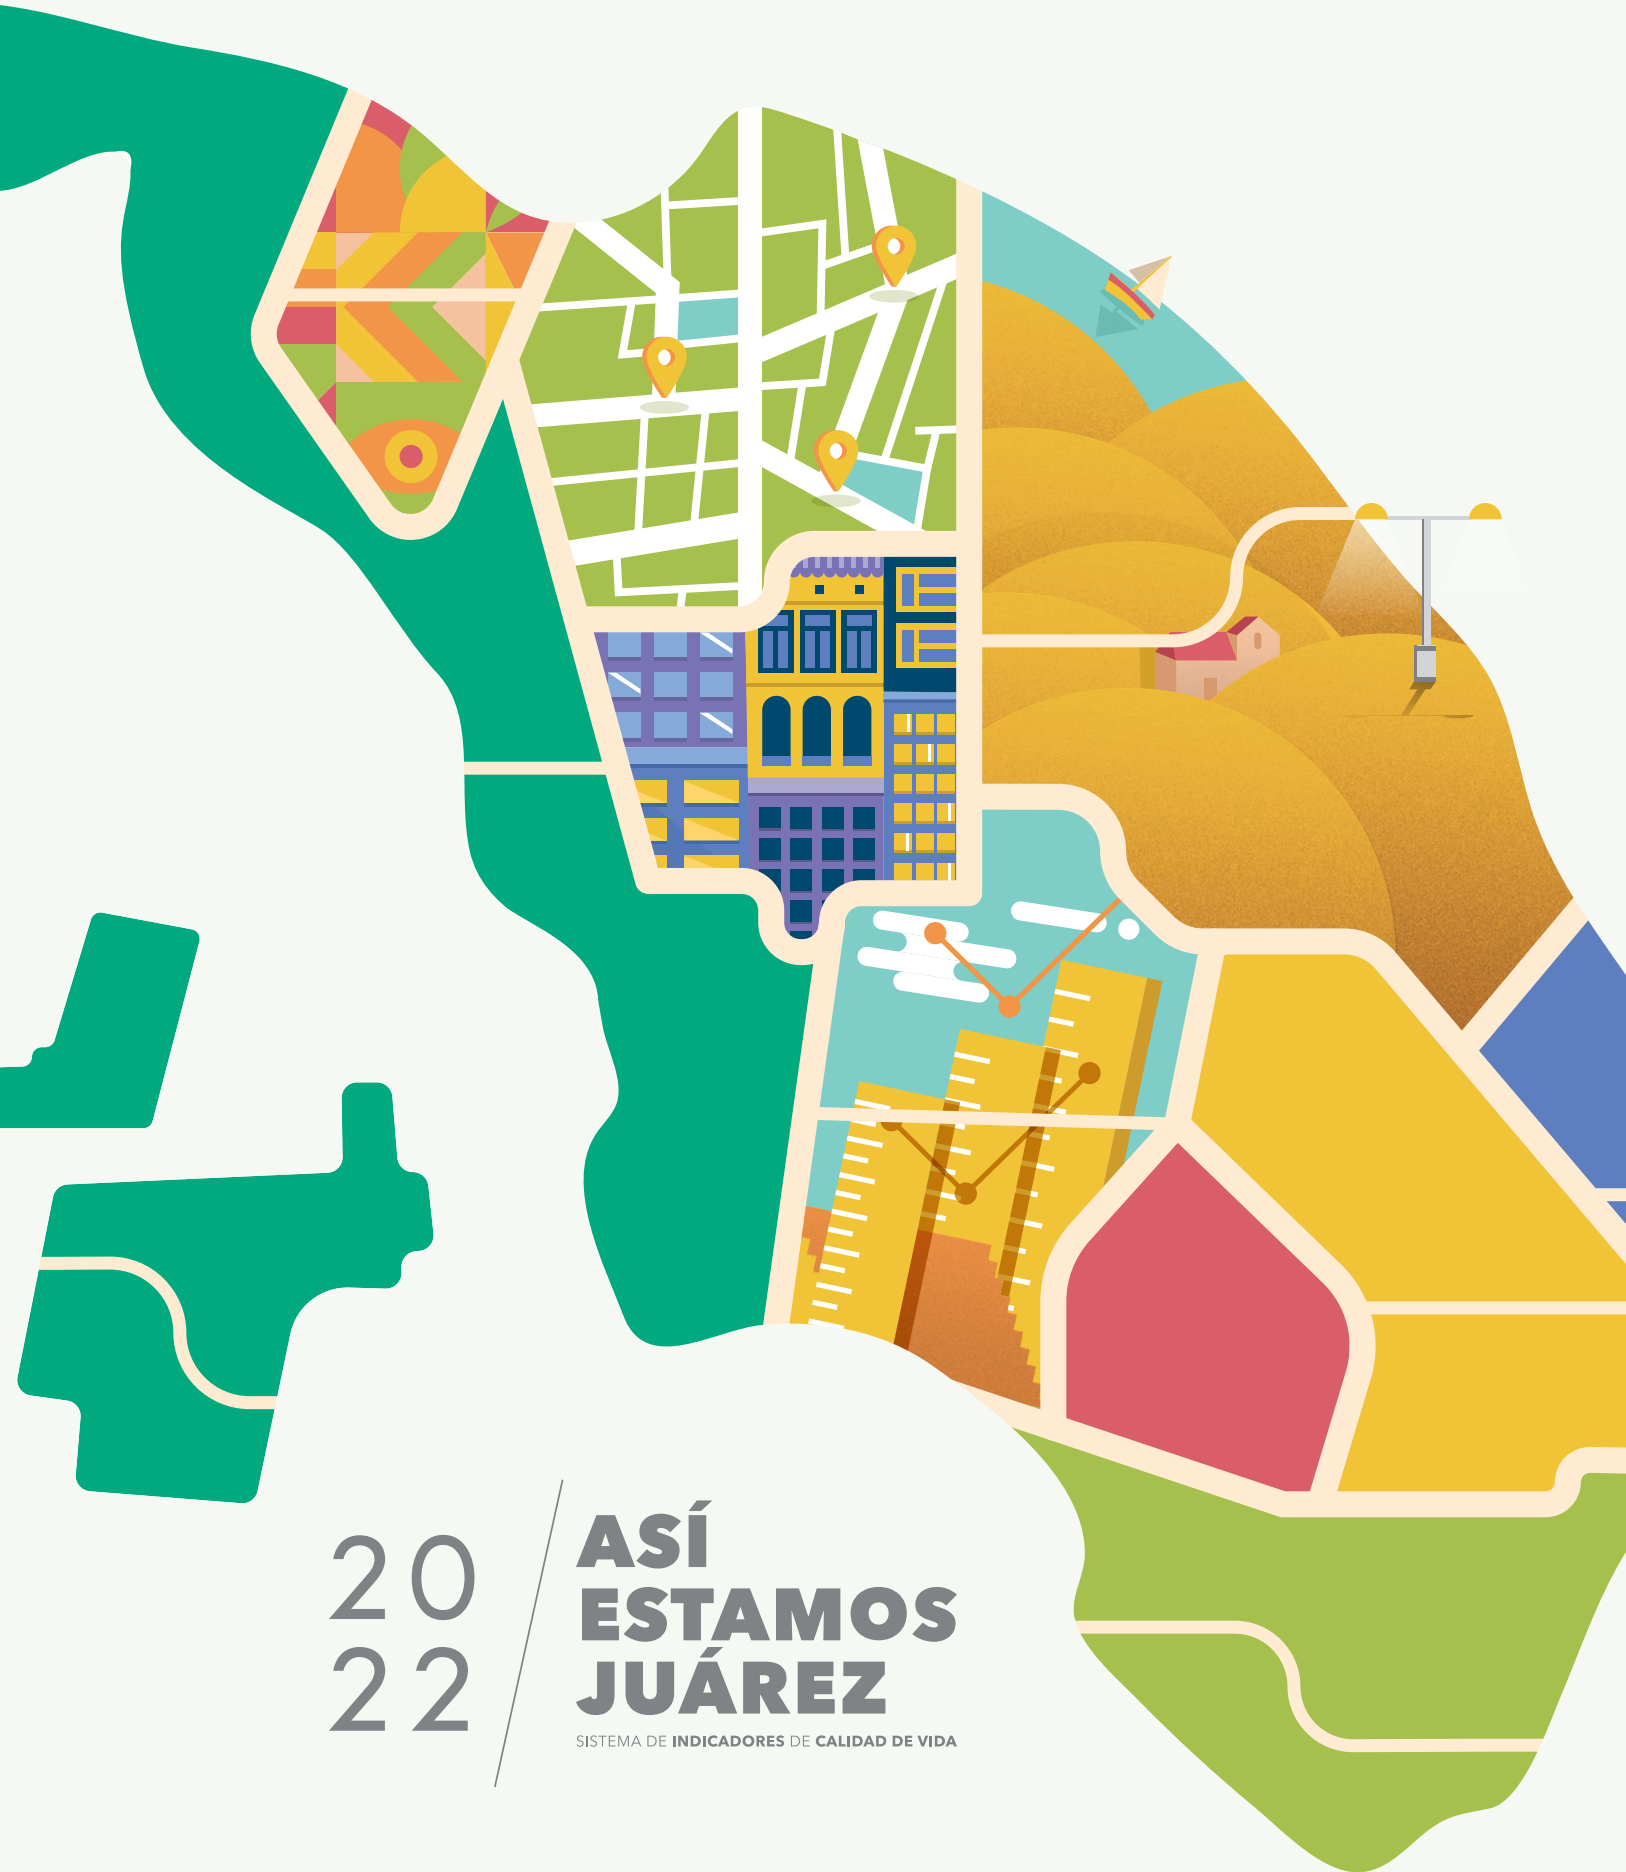 20
22
ASÍ
ESTAMOS
JUÁREZ
SISTEMA DE INDICADORES DE CALIDAD DE VIDA